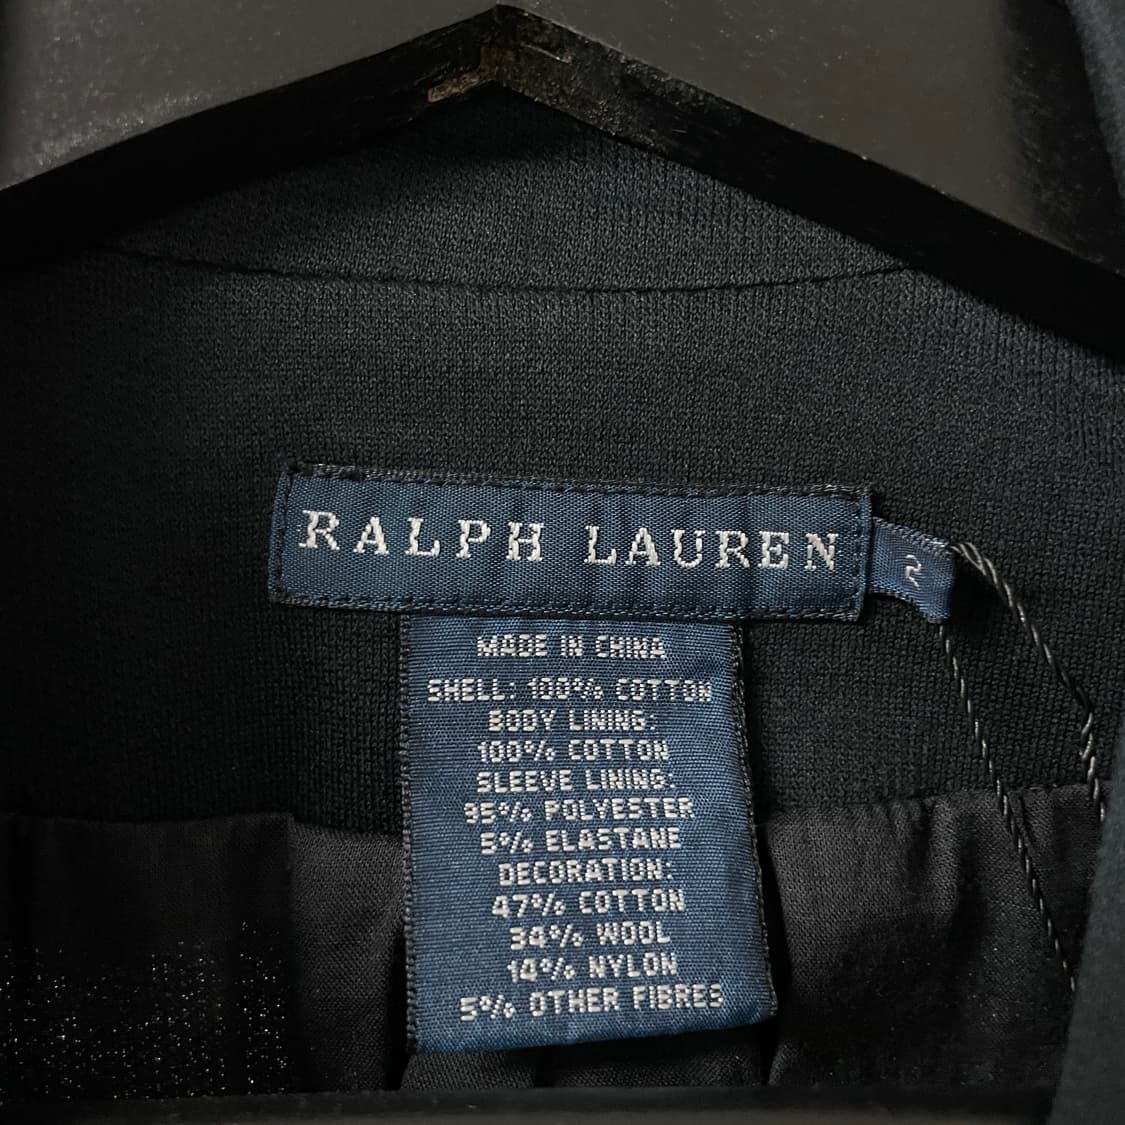 RALPH LAUREN
2
MADE IN CHINA
SHELL: 100% COTTON
BODY LINING:
100% COTTON
SLEEVE LINING:
95% POLYESTER
5% ELASTANE
DECORATION:
47% COTTON
34% WOOL
14% NYLON
5% OTHER FIBRES